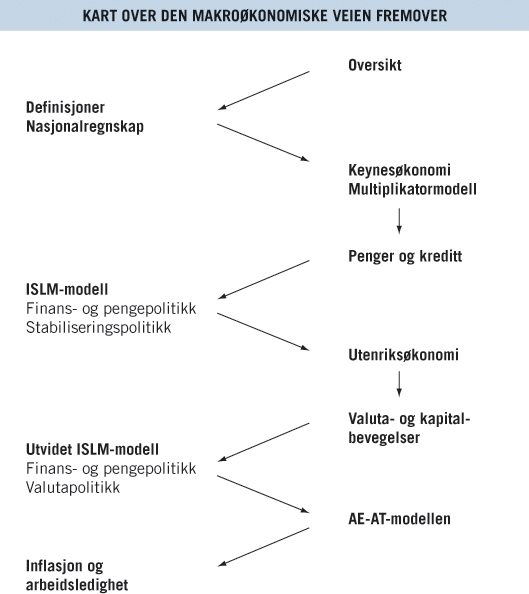 KART OVER DEN MAKROØKONOMISKE VEIEN FREMOVER
Oversikt
Definisjoner
Nasjonalregnskap
Keynesøkonomi
Multiplikatormodell
Penger og kreditt
ISLM-modell
Finans- og pengepolitikk
Stabiliseringspolitikk
Utenriksøkonomi
Valuta- og kapital-
bevegelser
Utvidet ISLM-modell
Finans- og pengepolitikk
Valutapolitikk
AE-AT-modellen
Inflasjon og
arbeidsledighet